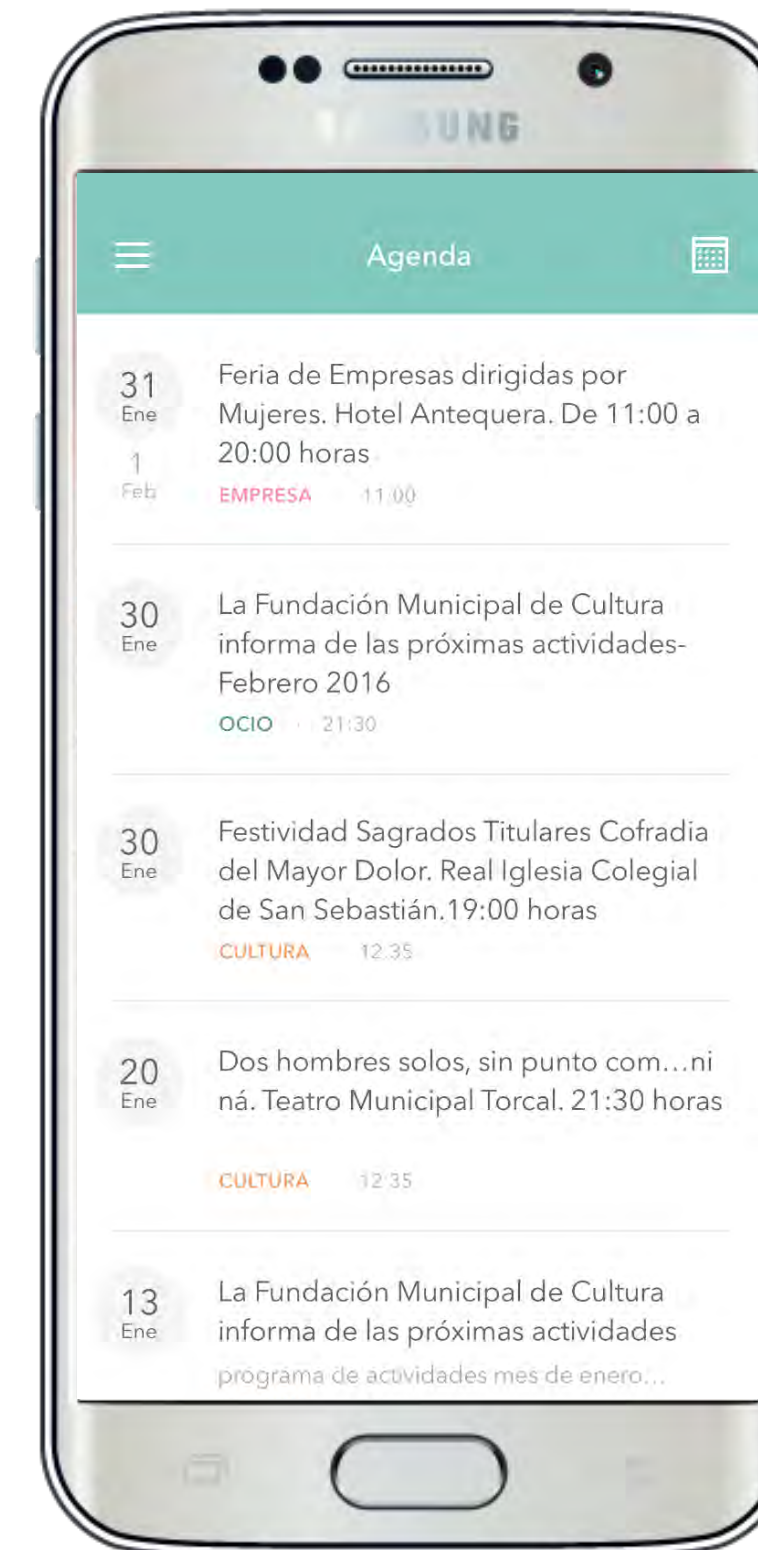 UNG
Agenda
31
Ene
1
Feb
Feria de Empresas dirigidas por
Mujeres. Hotel Antequera. De 11:00 a
20:00 horas
EMPRESA · 11:00
30
Ene
La Fundación Municipal de Cultura
informa de las próximas actividades-
Febrero 2016
OCIO · 21:30
30
Ene
Festividad Sagrados Titulares Cofradia
del Mayor Dolor. Real Iglesia Colegial
de San Sebastián.19:00 horas
CULTURA · 12:35
20
Ene
Dos hombres solos, sin punto com...ni
ná. Teatro Municipal Torcal. 21:30 horas
CULTURA · 12:35
13
Ene
La Fundación Municipal de Cultura
informa de las próximas actividades
programa de actividades mes de enero...